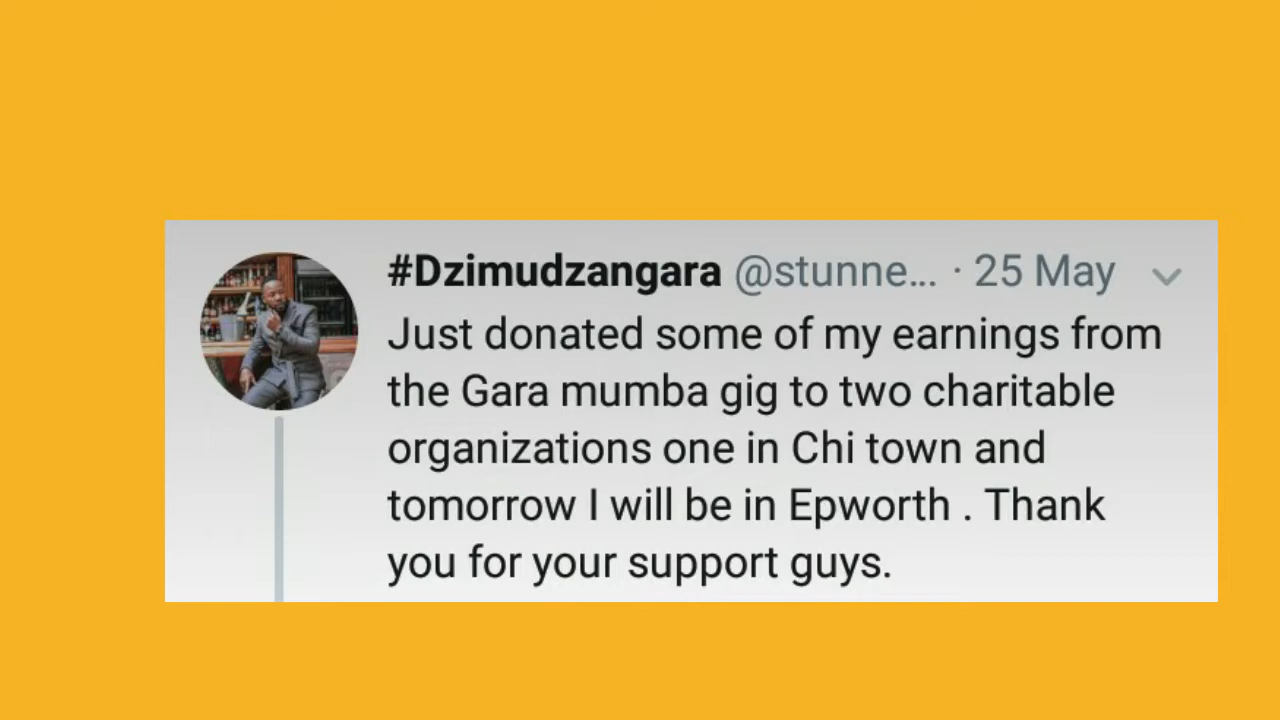 #Dzimudzangara @stunne... · 25 May
Just donated some of my earnings from
the Gara mumba gig to two charitable
organizations one in Chi town and
tomorrow I will be in Epworth . Thank
you for your support guys.